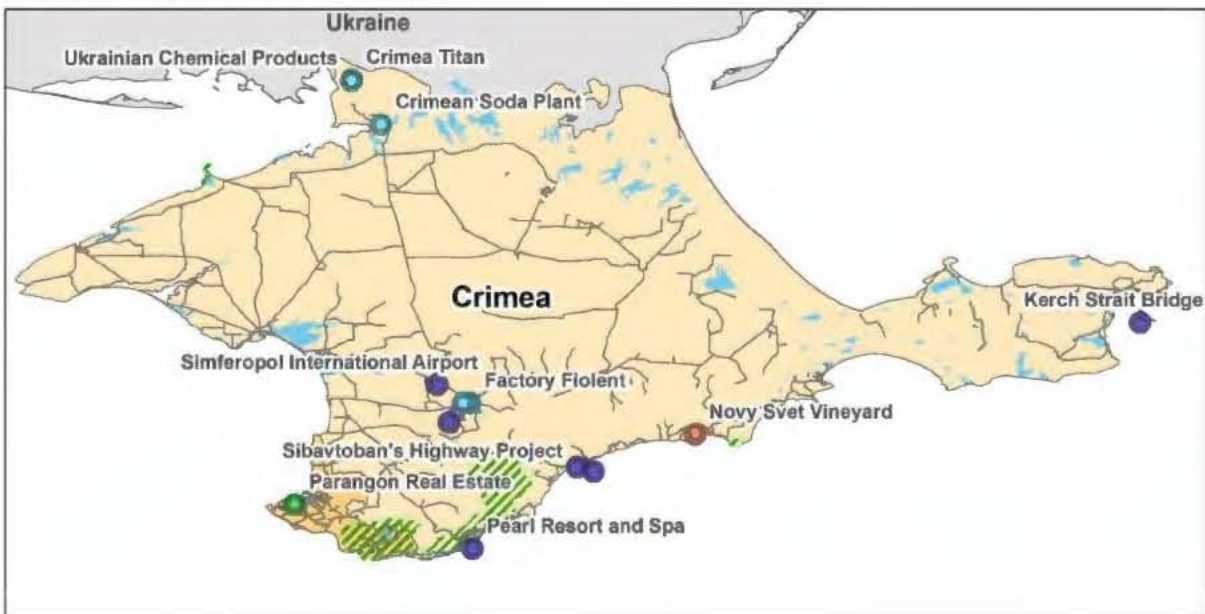 Ukraine
Ukrainian Chemical Products
Crimea Titan
Crimean Soda Plant
Crimea
Kerch Strait Bridge
Simferopol International Airport
Factory Fiolent
Novy Svet Vineyard
Sibavtoban's Highway Project
Parangon Real Estate
Pearl Resort and Spa